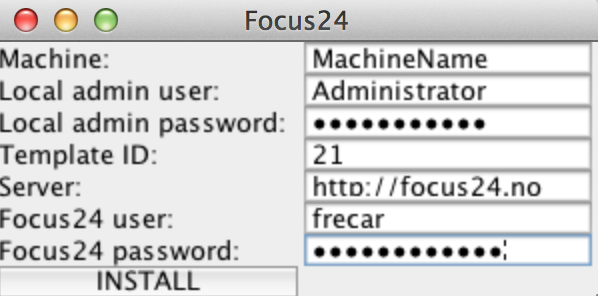 Focus24
Machine: MachineName
Local admin user: Administrator
Local admin password: ●●●●●●●●●●●
Template ID: 21
Server: http://focus24.no
Focus24 user: frecar
Focus24 password: ●●●●●●●●●●●●
INSTALL